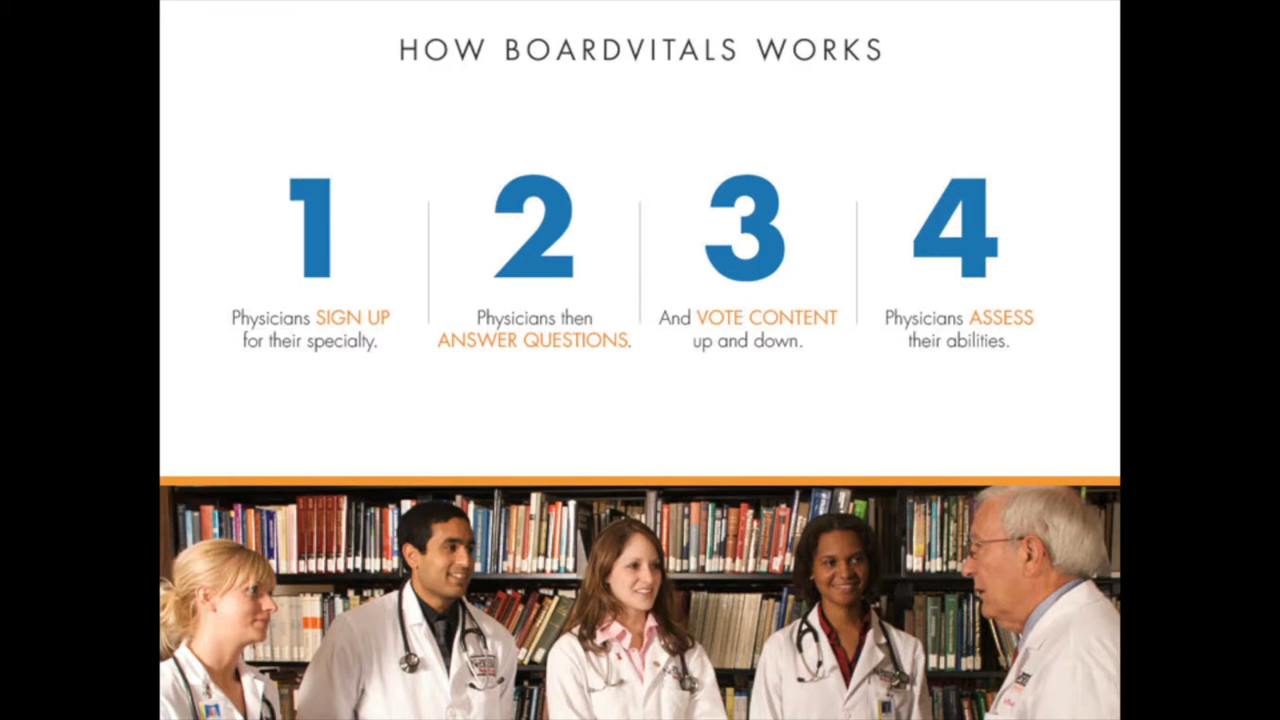 HOW BOARDVITALS WORKS
1
2
3
4
Physicians SIGN UP
for their specialty.
Physicians then
ANSWER QUESTIONS.
And VOTE CONTENT
up and down.
Physicians ASSESS
their abilities.